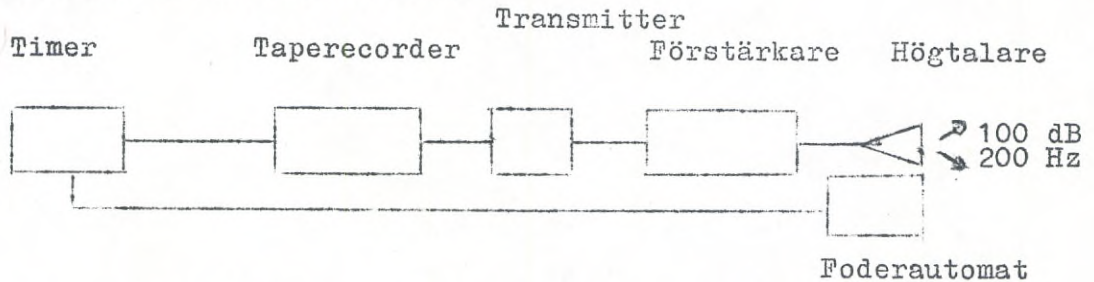 Transmitter
Timer Taperecorder Förstärkare Högtalare
100 dB
200 Hz
Foderautomat